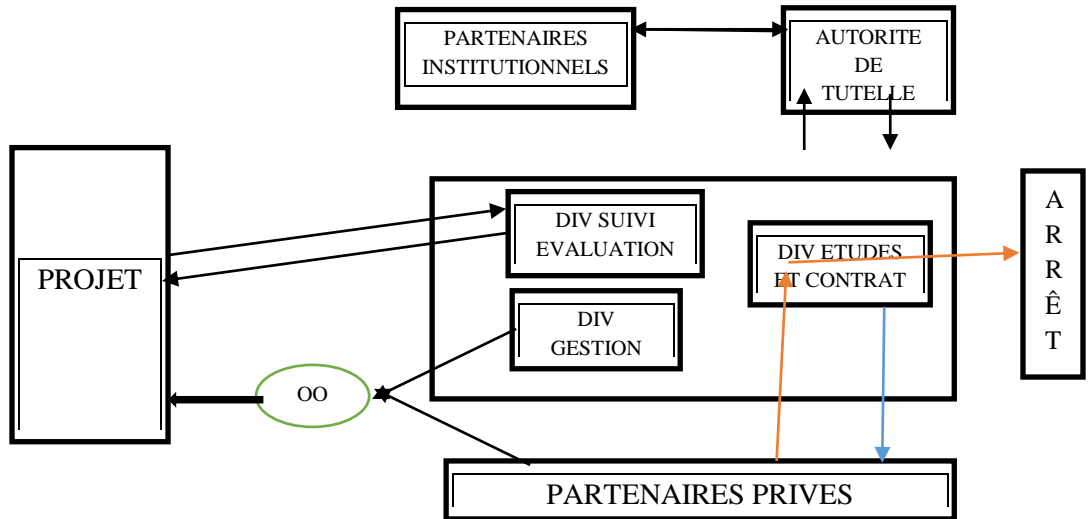 PARTENAIRES
INSTITUTIONNELS
AUTORITE
DE
TUTELLE
PROJET
DIV SUIVI
EVALUATION
DIV ETUDES
ET CONTRAT
DIV
GESTION
OO
A
R
R
Ê
T
PARTENAIRES PRIVES